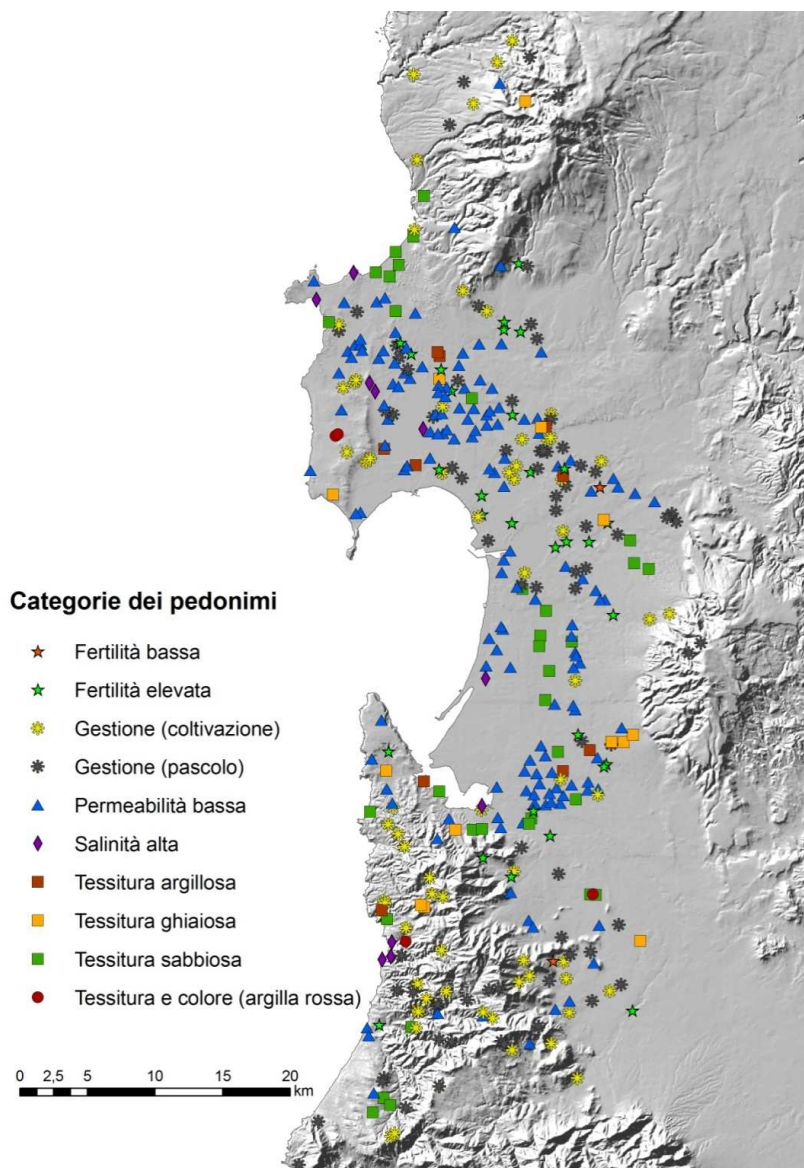 Categorie dei pedonimi
Fertilità bassa
Fertilità elevata
Gestione (coltivazione)
Gestione (pascolo)
Permeabilità bassa
Salinità alta
Tessitura argillosa
Tessitura ghiaiosa
Tessitura sabbiosa
Tessitura e colore (argilla rossa)
0 2,5 5 10 15 20
km